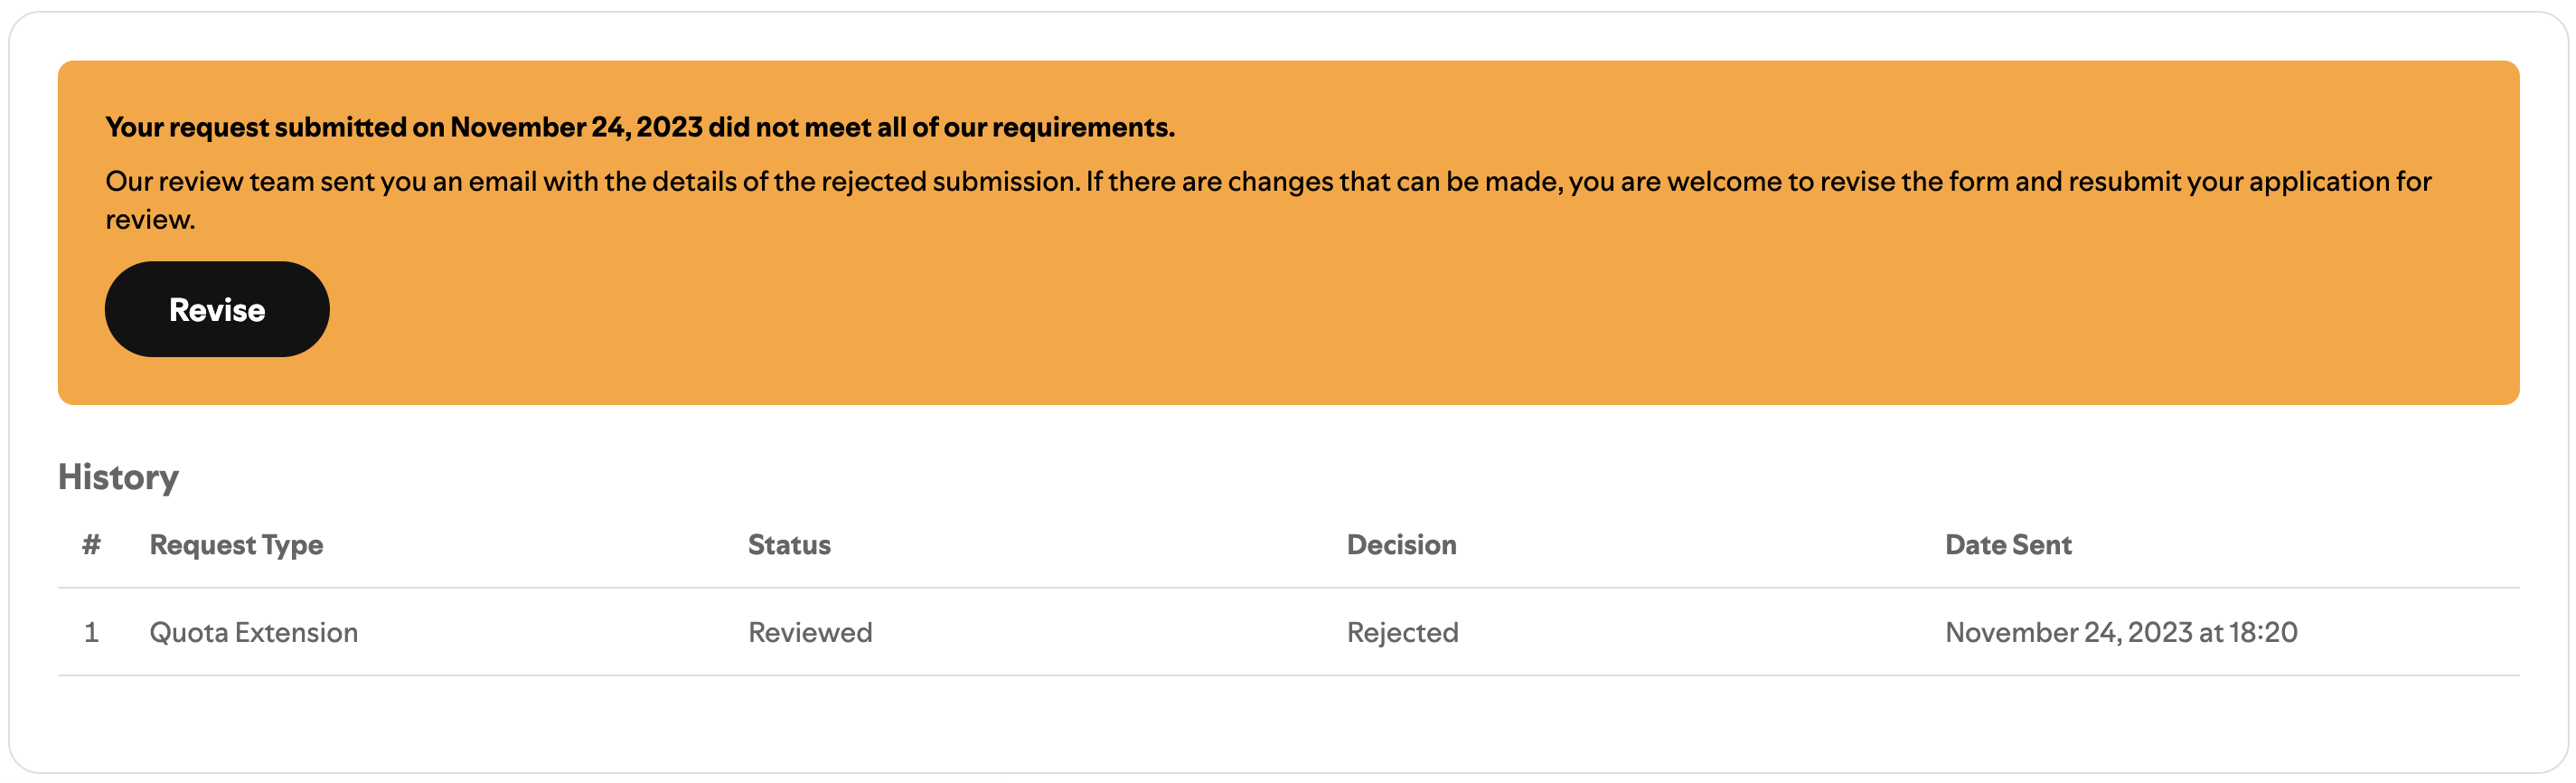 Your request submitted on November 24, 2023 did not meet all of our requirements.
Our review team sent you an email with the details of the rejected submission. If there are changes that can be made, you are welcome to revise the form and resubmit your application for
review.
Revise
History
# Request Type Status Decision Date Sent
1 Quota Extension Reviewed Rejected November 24, 2023 at 18:20